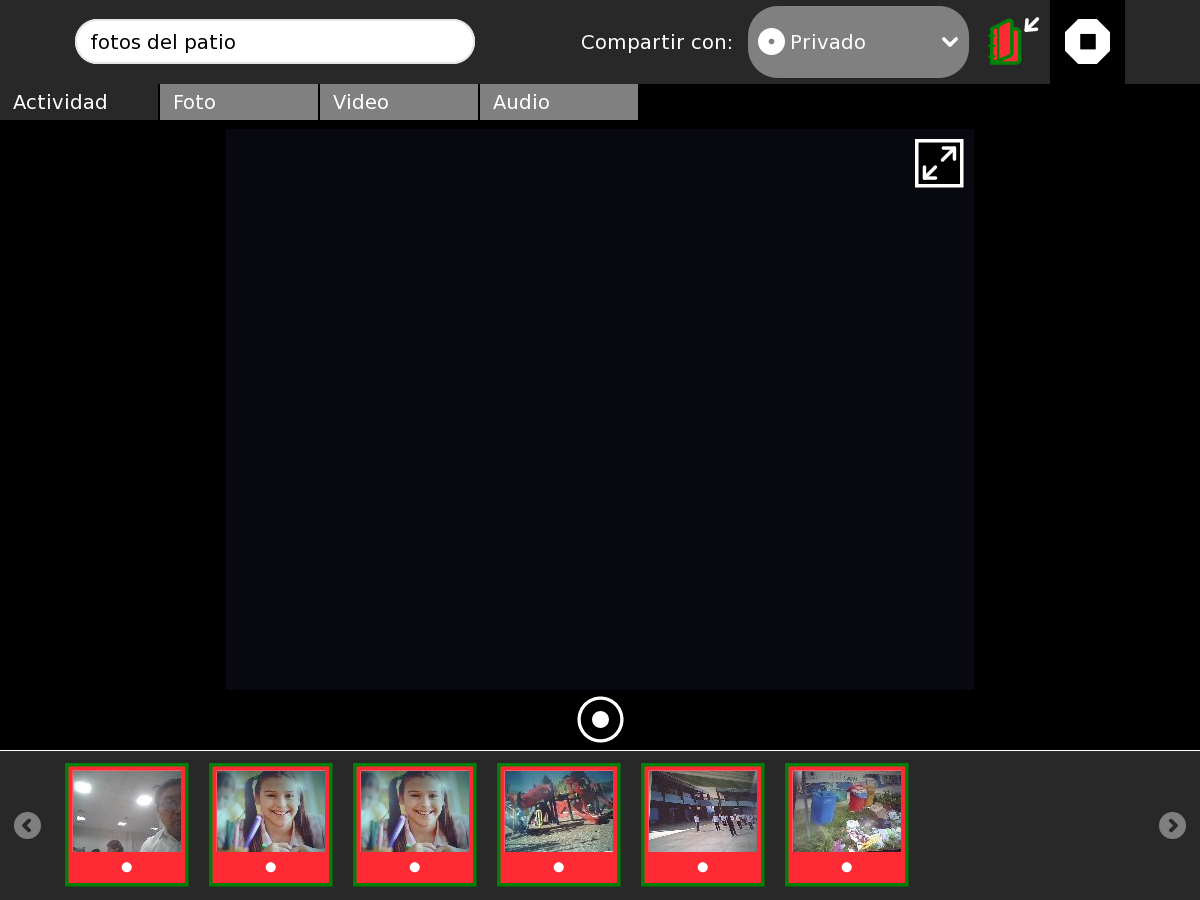 fotos del patio
Compartir con:
Privado
Actividad
Foto
Video
Audio